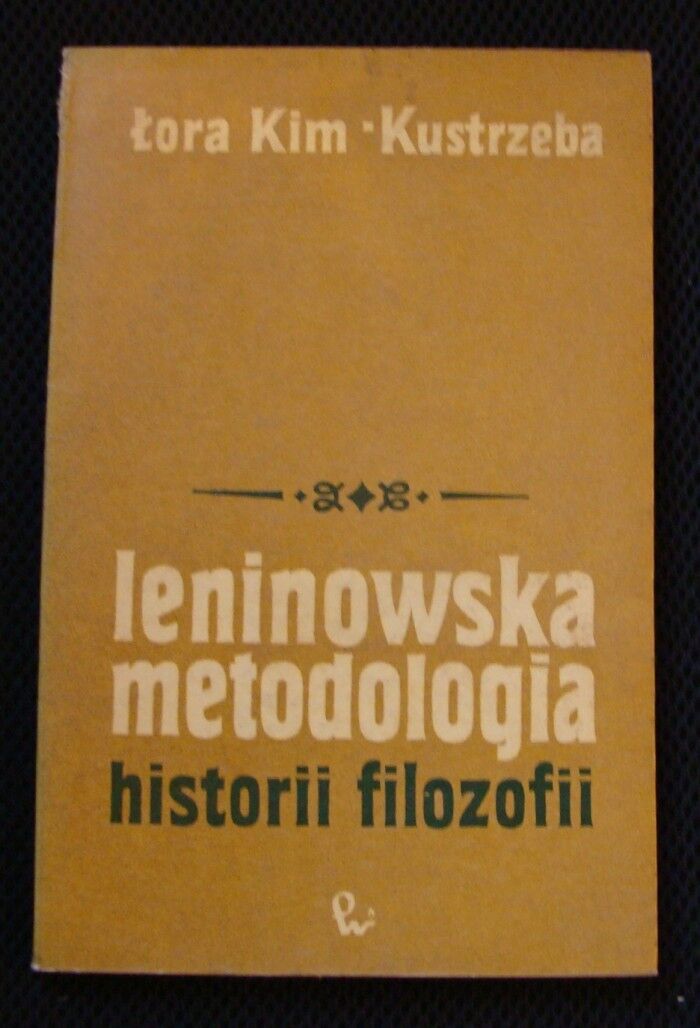 Łora Kim-Kustrzeba
leninowska
metodologia
historii filozofii